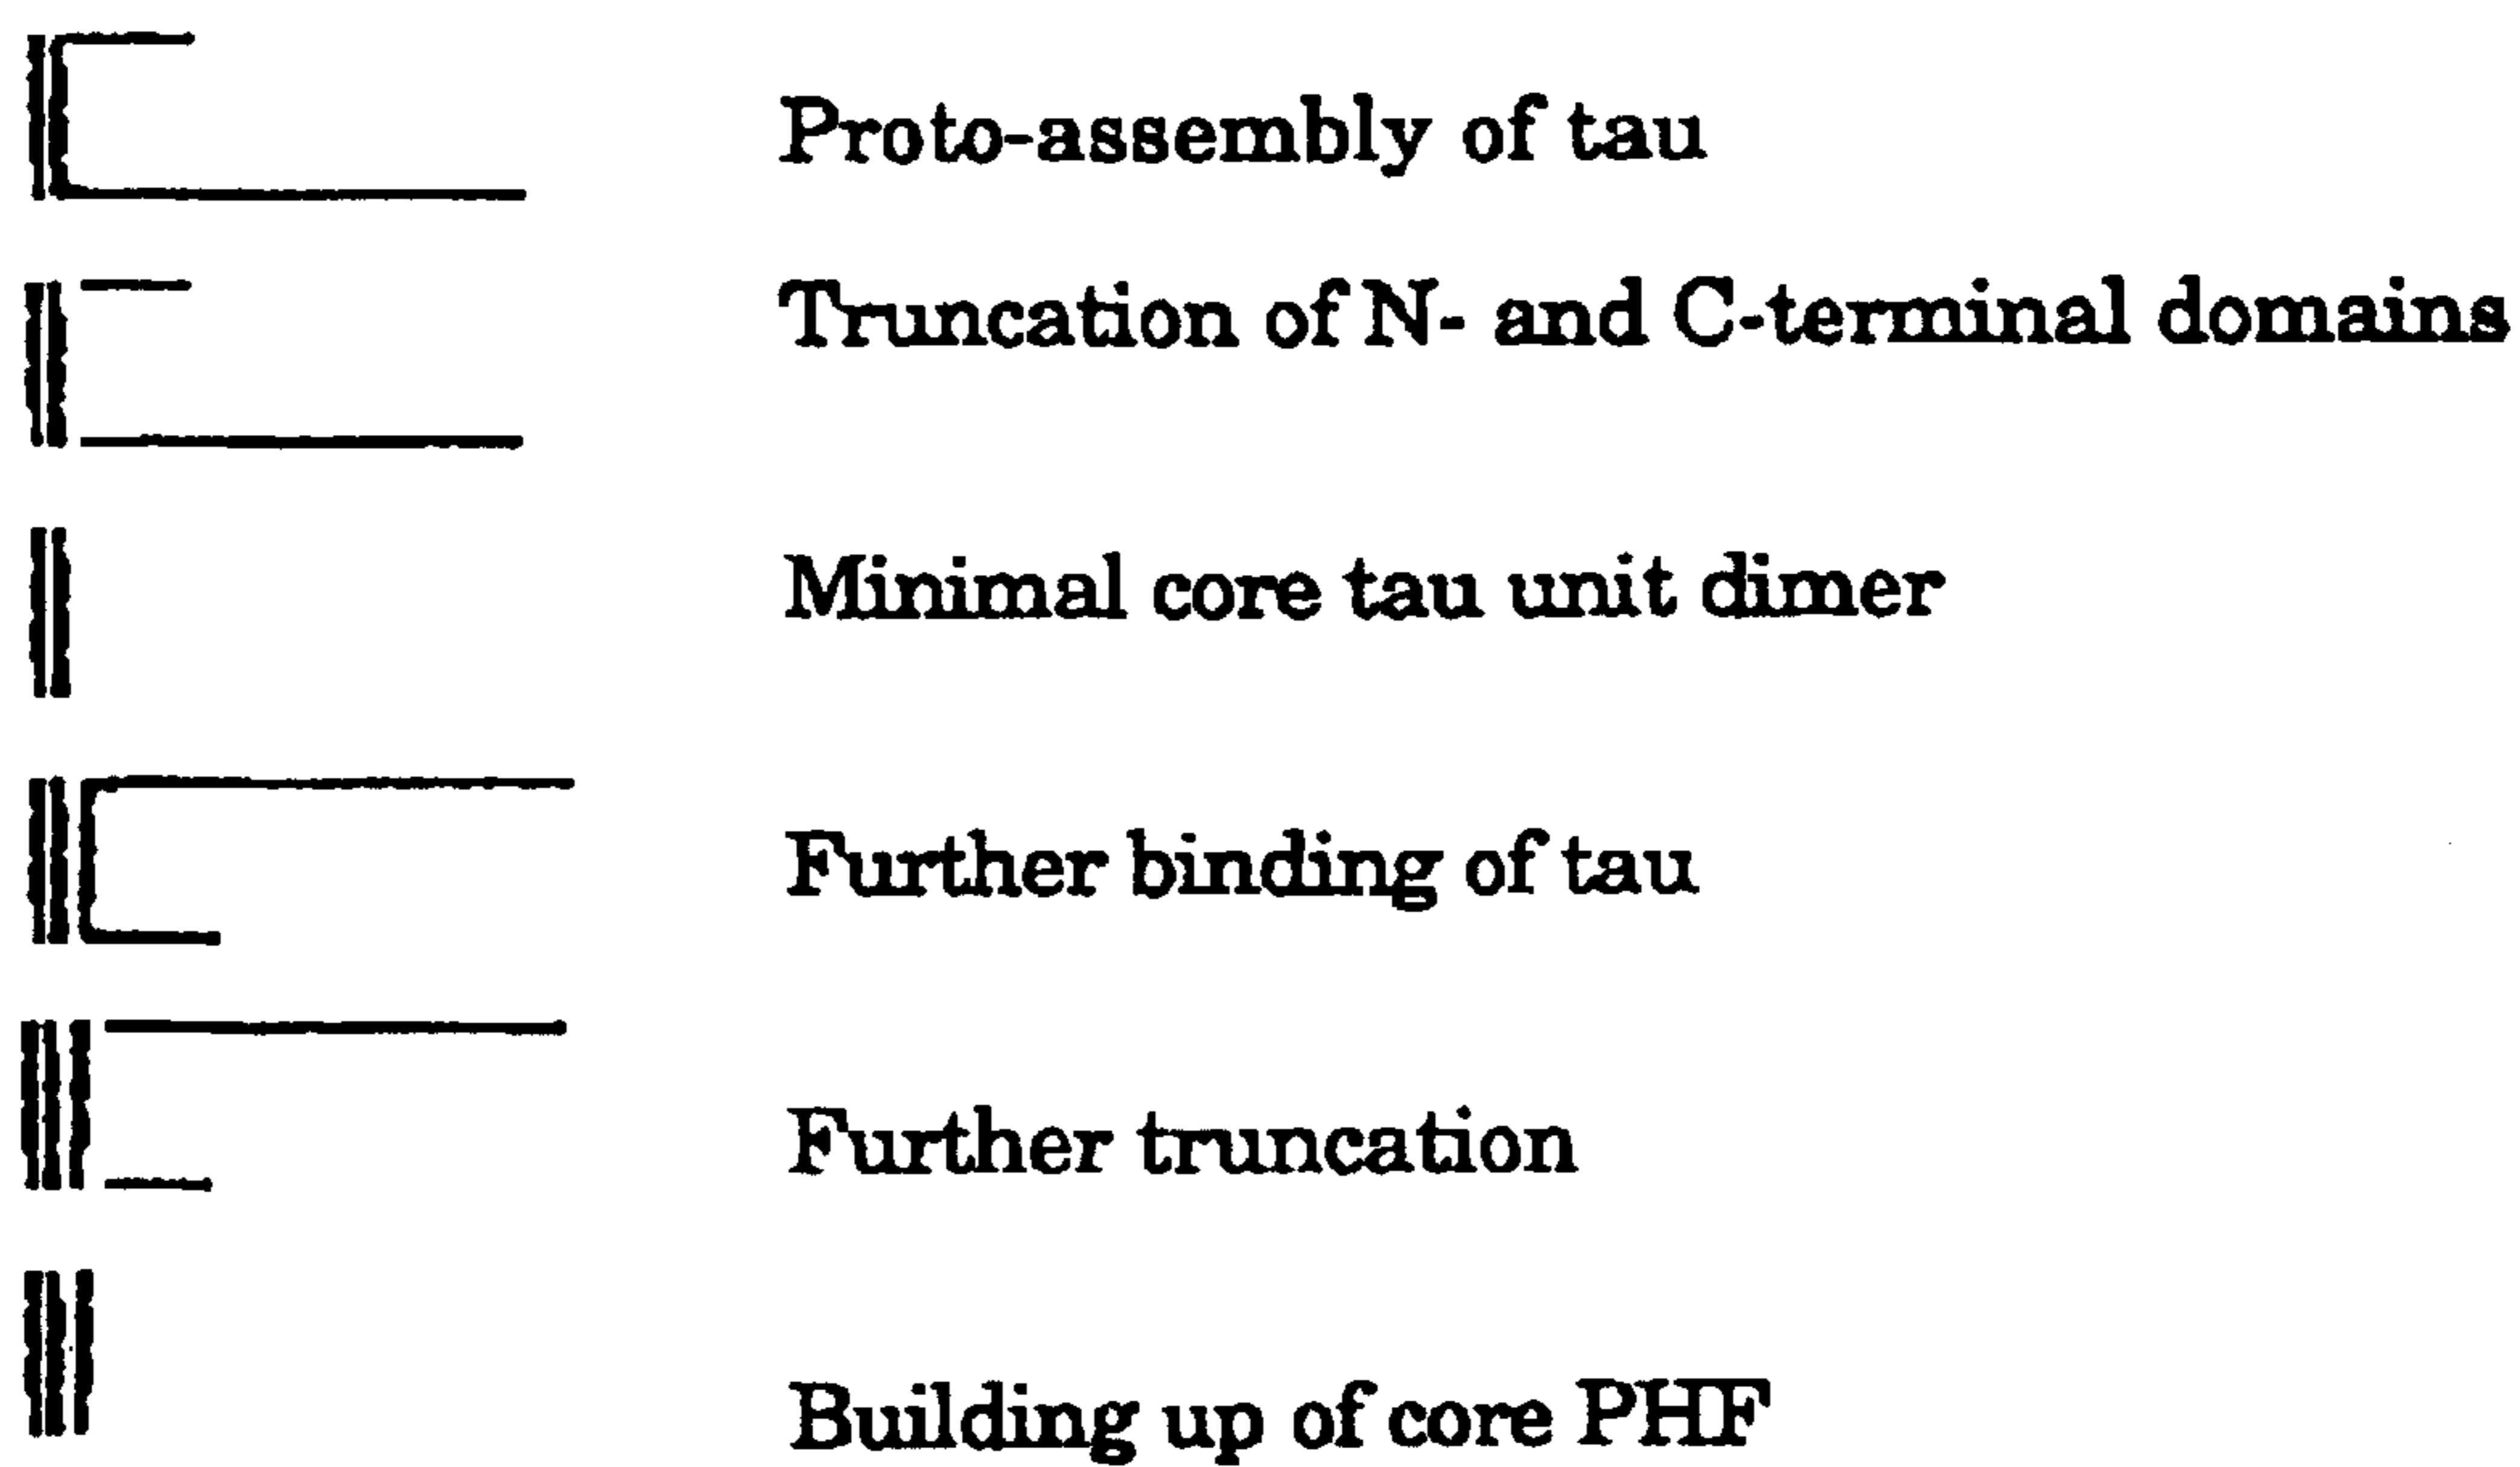 Proto-assembly of tau
Truncation of N- and C-terminal domains
Minimal core tau unit dimer
Further binding of tau
Further truncation
Building up of core PHF